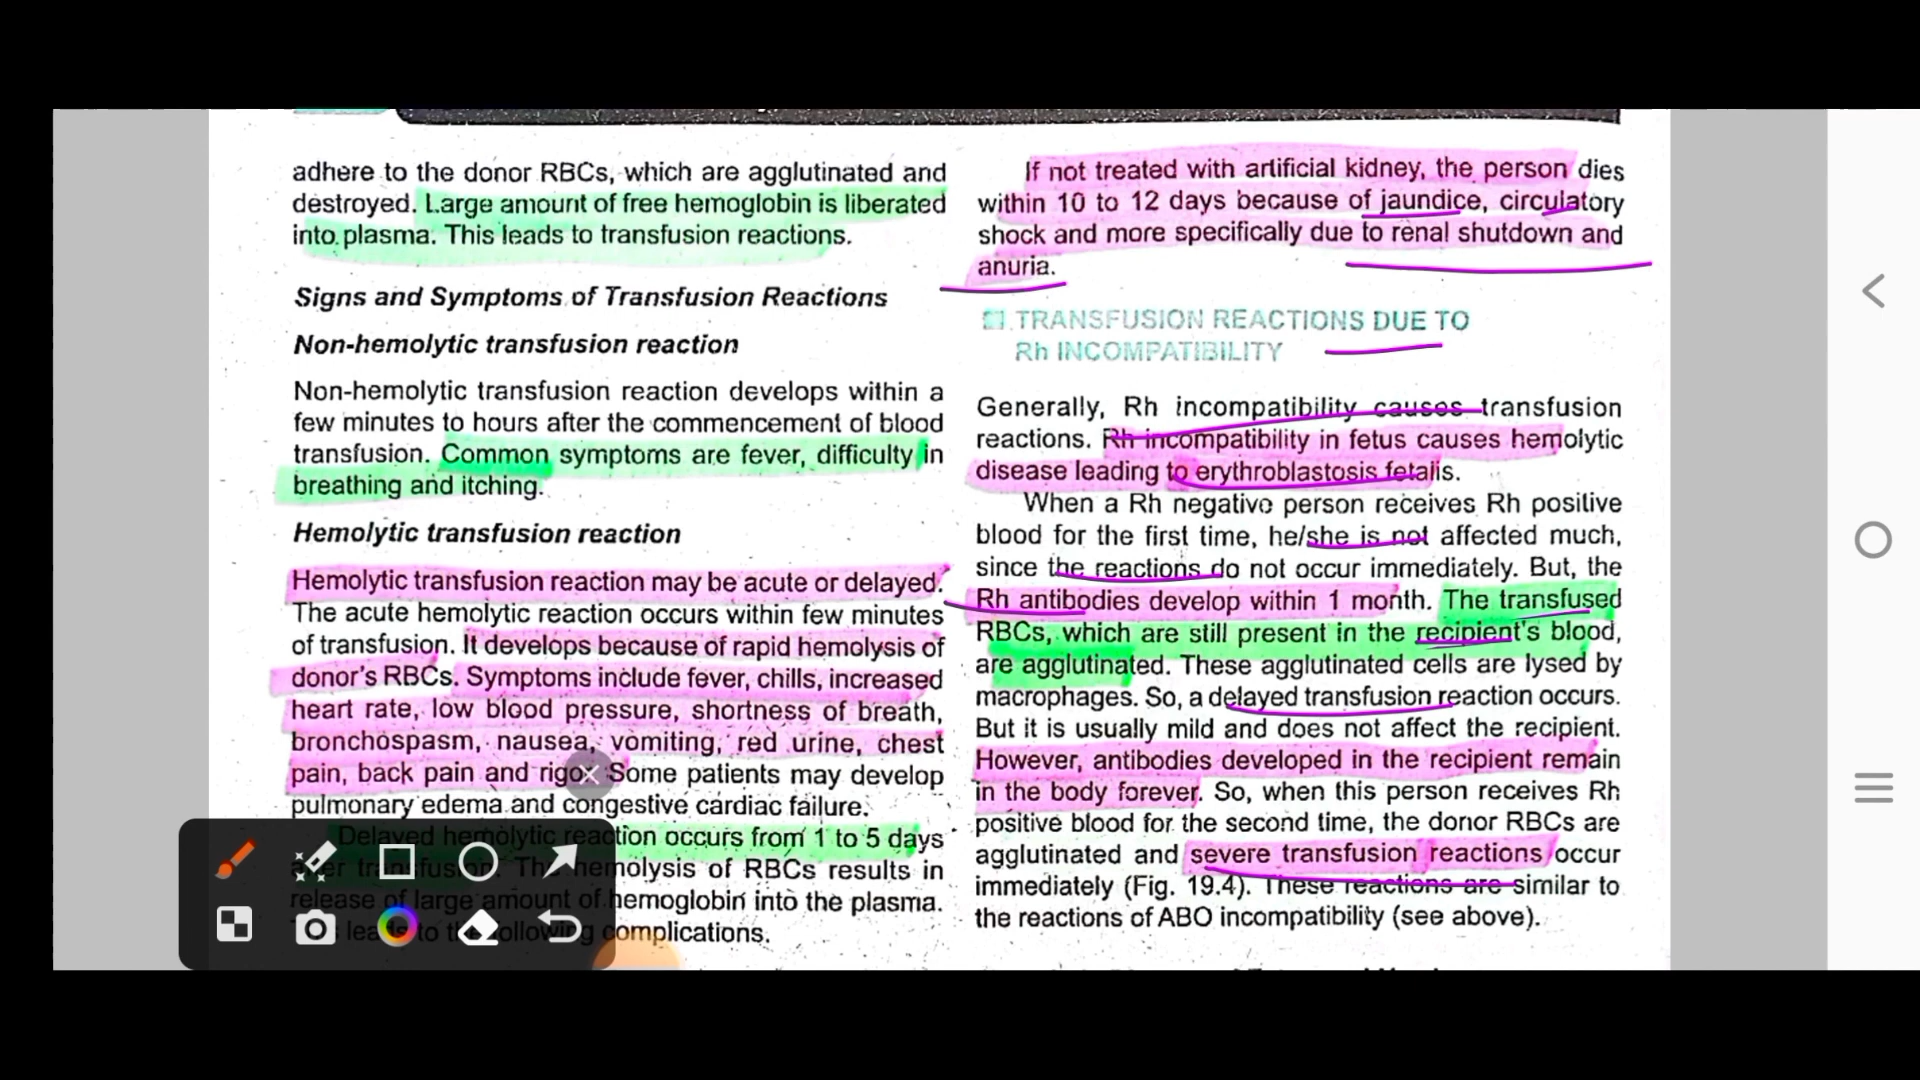 adhere to the donor RBCs, which are agglutinated and
destroyed. Large amount of free hemoglobin is liberated
into plasma. This leads to transfusion reactions.
Signs and Symptoms of Transfusion Reactions
Non-hemolytic transfusion reaction
Non-hemolytic transfusion reaction develops within a
few minutes to hours after the commencement of blood
transfusion. Common symptoms are fever, difficulty in
breathing and itching.
Hemolytic transfusion reaction
Hemolytic transfusion reaction may be acute or delayed.
The acute hemolytic reaction occurs within few minutes
of transfusion. It develops because of rapid hemolysis of
donor's RBCs. Symptoms include fever, chills, increased
heart rate, low blood pressure, shortness of breath,
bronchospasm, nausea, vomiting, red urine, chest
pain, back pain and rigor. Some patients may develop
pulmonary edema and congestive cardiac failure.
Delayed hemolytic reaction occurs from 1 to 5 days
after transfusion. The hemolysis of RBCs results in
release of large amount of hemoglobin into the plasma.
leads to the following complications.
If not treated with artificial kidney, the person dies
within 10 to 12 days because of jaundice, circulatory
shock and more specifically due to renal shutdown and
anuria.
TRANSFUSION REACTIONS DUE TO
Rh INCOMPATIBILITY
Generally, Rh incompatibility causes transfusion
reactions. Rh incompatibility in fetus causes hemolytic
disease leading to erythroblastosis fetalis.
When a Rh negative person receives Rh positive
blood for the first time, he/she is not affected much,
since the reactions do not occur immediately. But, the
Rh antibodies develop within 1 month. The transfused
RBCs, which are still present in the recipient's blood,
are agglutinated. These agglutinated cells are lysed by
macrophages. So, a delayed transfusion reaction occurs.
But it is usually mild and does not affect the recipient.
However, antibodies developed in the recipient remain
in the body forever. So, when this person receives Rh
positive blood for the second time, the donor RBCs are
agglutinated and severe transfusion reactions occur
immediately (Fig. 19.4). These reactions are similar to
the reactions of ABO incompatibility (see above).